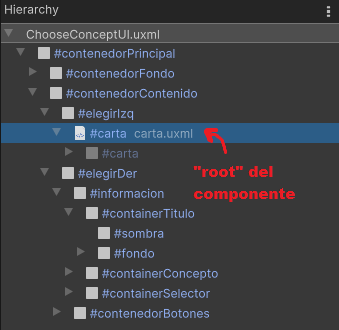 Hierarchy
ChooseConceptUI.uxml
#contenedorPrincipal
#contenedorFondo
#contenedorContenido
#elegirIzq
#carta carta.uxml
#carta
#elegirDer
"root" del
componente
#informacion
#containerTitulo
#sombra
#fondo
#containerConcepto
#containerSelector
#contenedorBotones